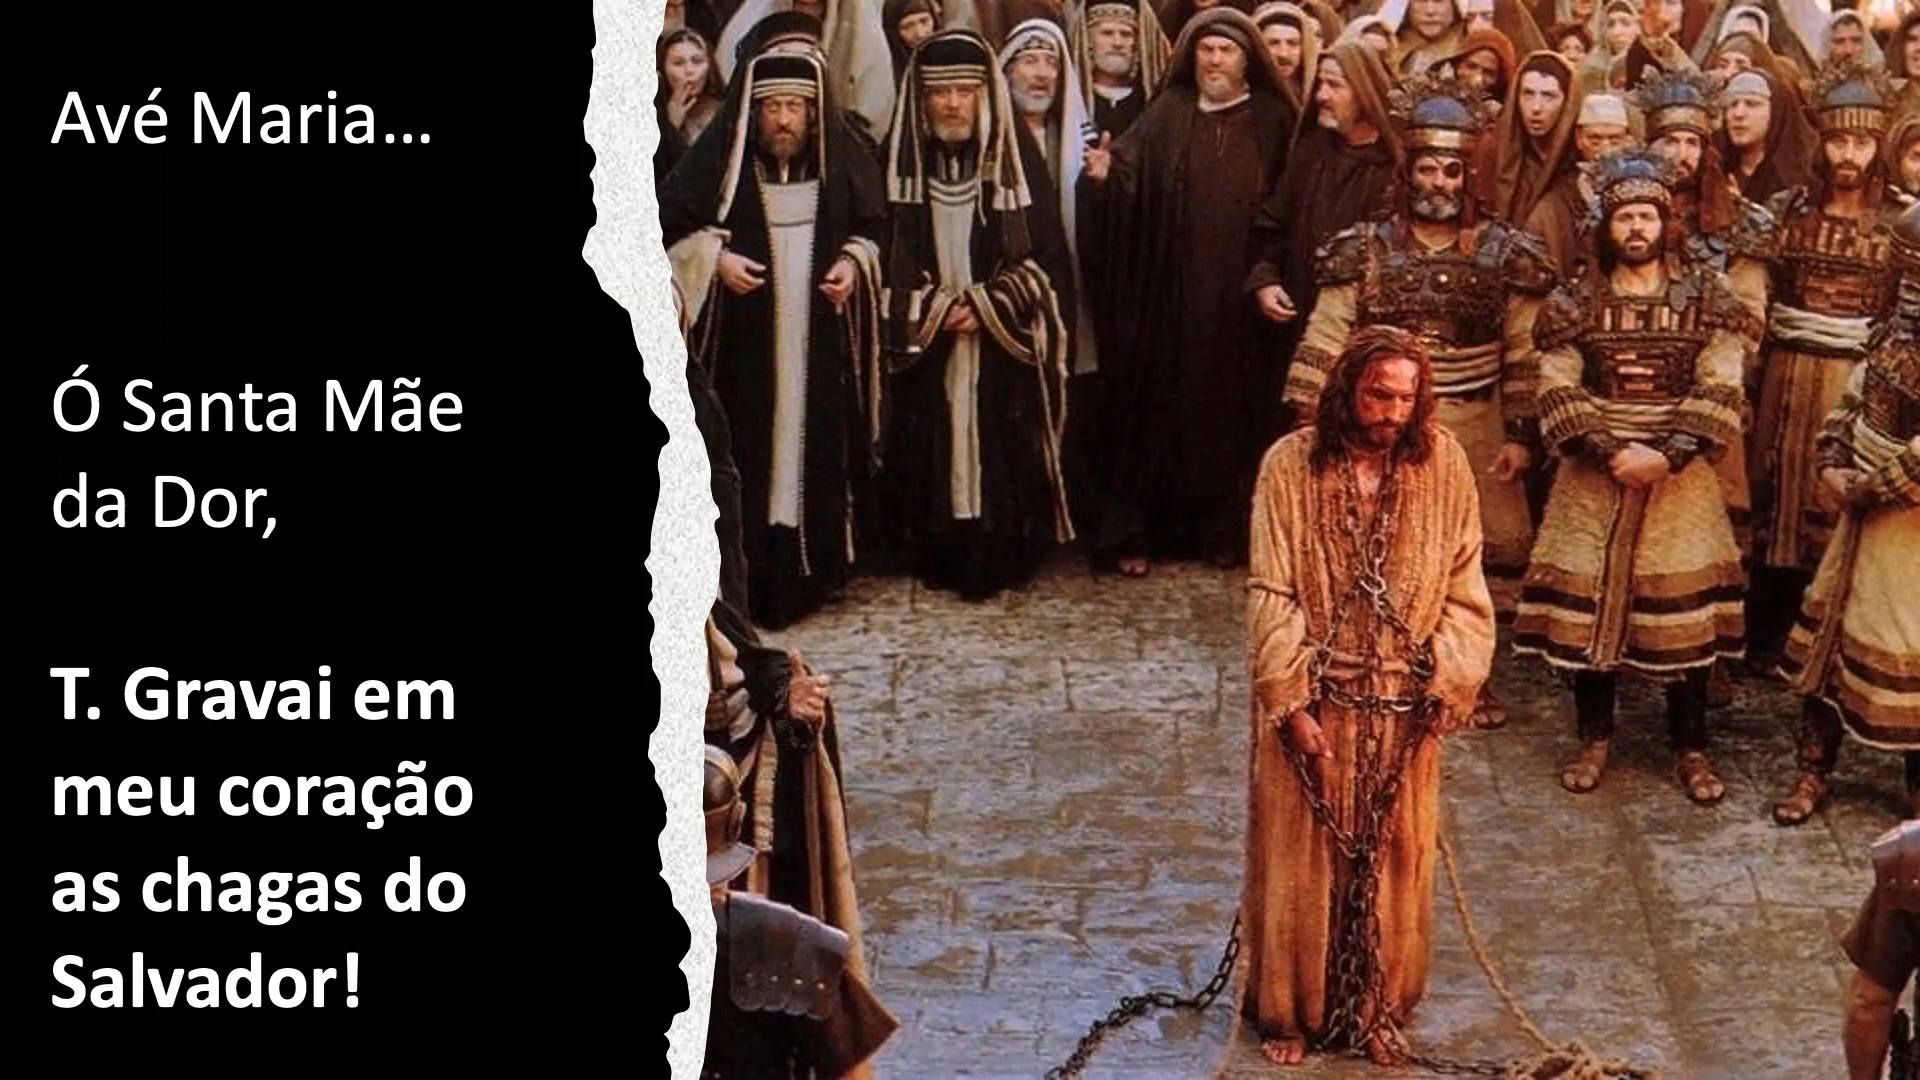 Avé Maria...
Ó Santa Mãe
da Dor,
T. Gravai em
meu coração
as chagas do
Salvador!